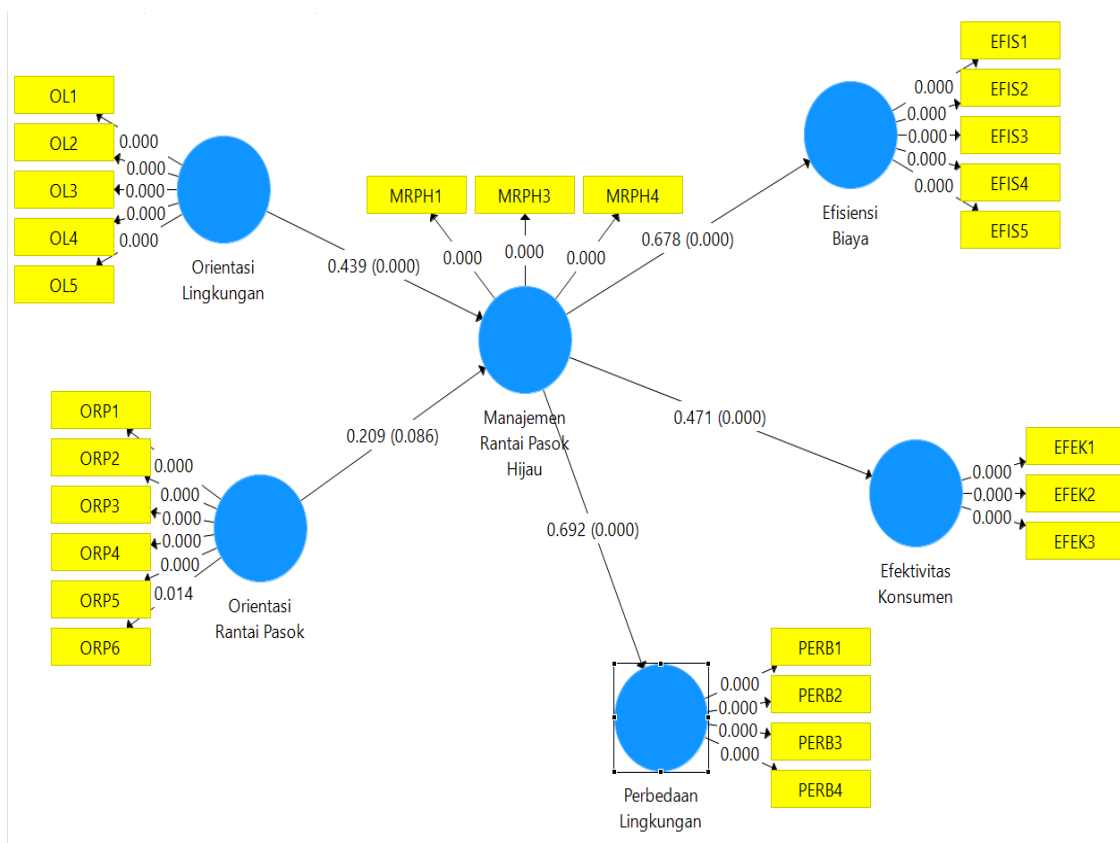 OL1
OL2
OL3
OL4
OL5
0.000
0.000
0.000
0.000
0.000
Orientasi
Lingkungan
0.439 (0.000)
ORP1
ORP2
ORP3
ORP4
ORP5
ORP6
0.000
0.000
0.000
0.000
0.000
0.014
Orientasi
Rantai Pasok
0.209 (0.086)
MRPH1
MRPH3
MRPH4
0.000
0.000
0.000
Manajemen
Rantai Pasok
Hijau
0.678 (0.000)
0.471 (0.000)
0.692 (0.000)
EFIS1
EFIS2
EFIS3
EFIS4
EFIS5
0.000
0.000
0.000
0.000
0.000
Efisiensi
Biaya
EFEK1
EFEK2
EFEK3
0.000
0.000
0.000
Efektivitas
Konsumen
PERB1
PERB2
PERB3
PERB4
0.000
0.000
0.000
0.000
Perbedaan
Lingkungan